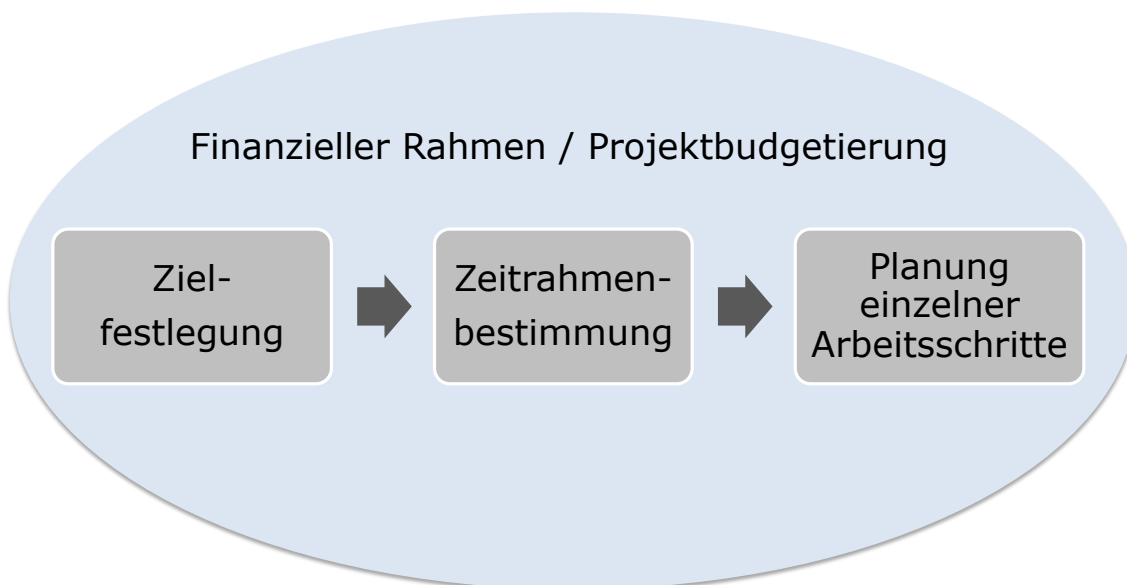 Finanzieller Rahmen / Projektbudgetierung
Ziel-
festlegung
Zeitrahmen-
bestimmung
Planung
einzelner
Arbeitsschritte